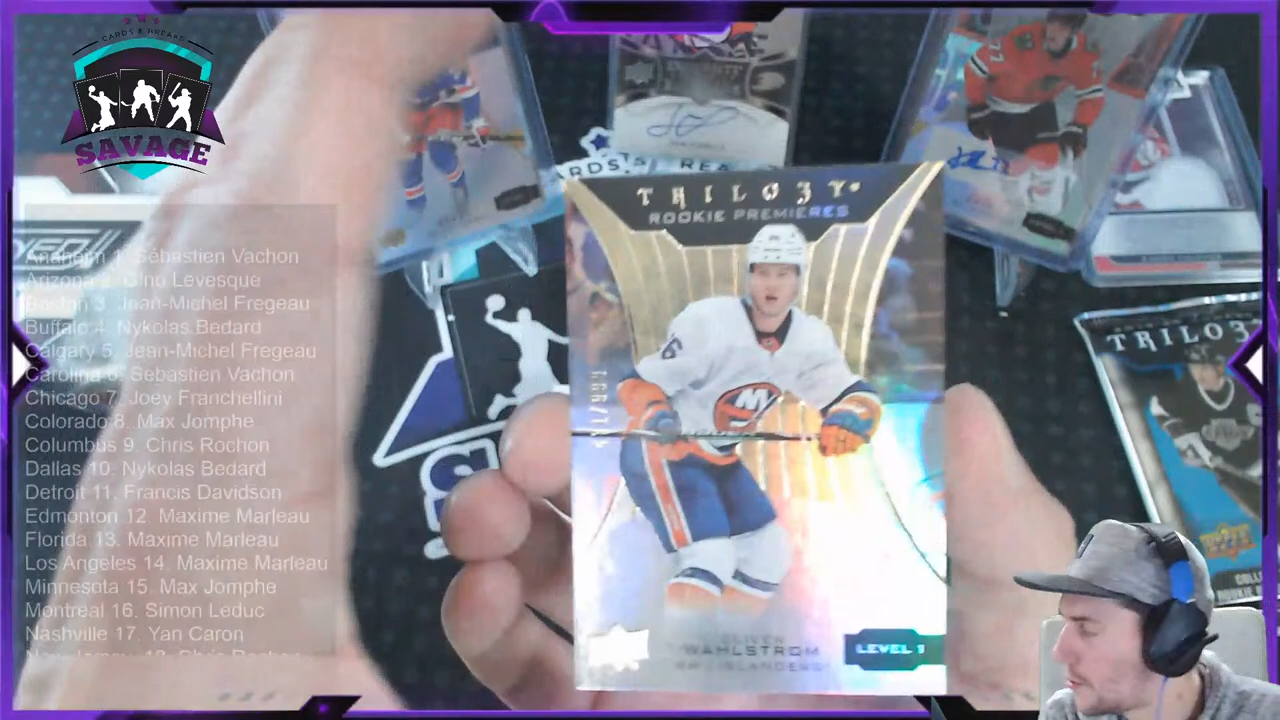 CARDS & BREAKS
SAVAGE
Anaheim 1. Sébastien Vachon
Arizona 2. Gino Levesque
Boston 3. Jean-Michel Fregeau
Buffalo 4. Nykolas Bedard
Calgary 5. Jean-Michel Fregeau
Carolina 6. Sebastien Vachon
Chicago 7. Joey Franchellini
Colorado 8. Max Jomphe
Columbus 9. Chris Rochon
Dallas 10. Nykolas Bedard
Detroit 11. Francis Davidson
Edmonton 12. Maxime Marleau
Florida 13. Maxime Marleau
Los Angeles 14. Maxime Marleau
Minnesota 15. Max Jomphe
Montreal 16. Simon Leduc
Nashville 17. Yan Caron
TRILOGY
ROOKIE PREMIERES
OLIVER
WAHLSTROM
ISLANDERS
LEVEL 1
TRILOGY